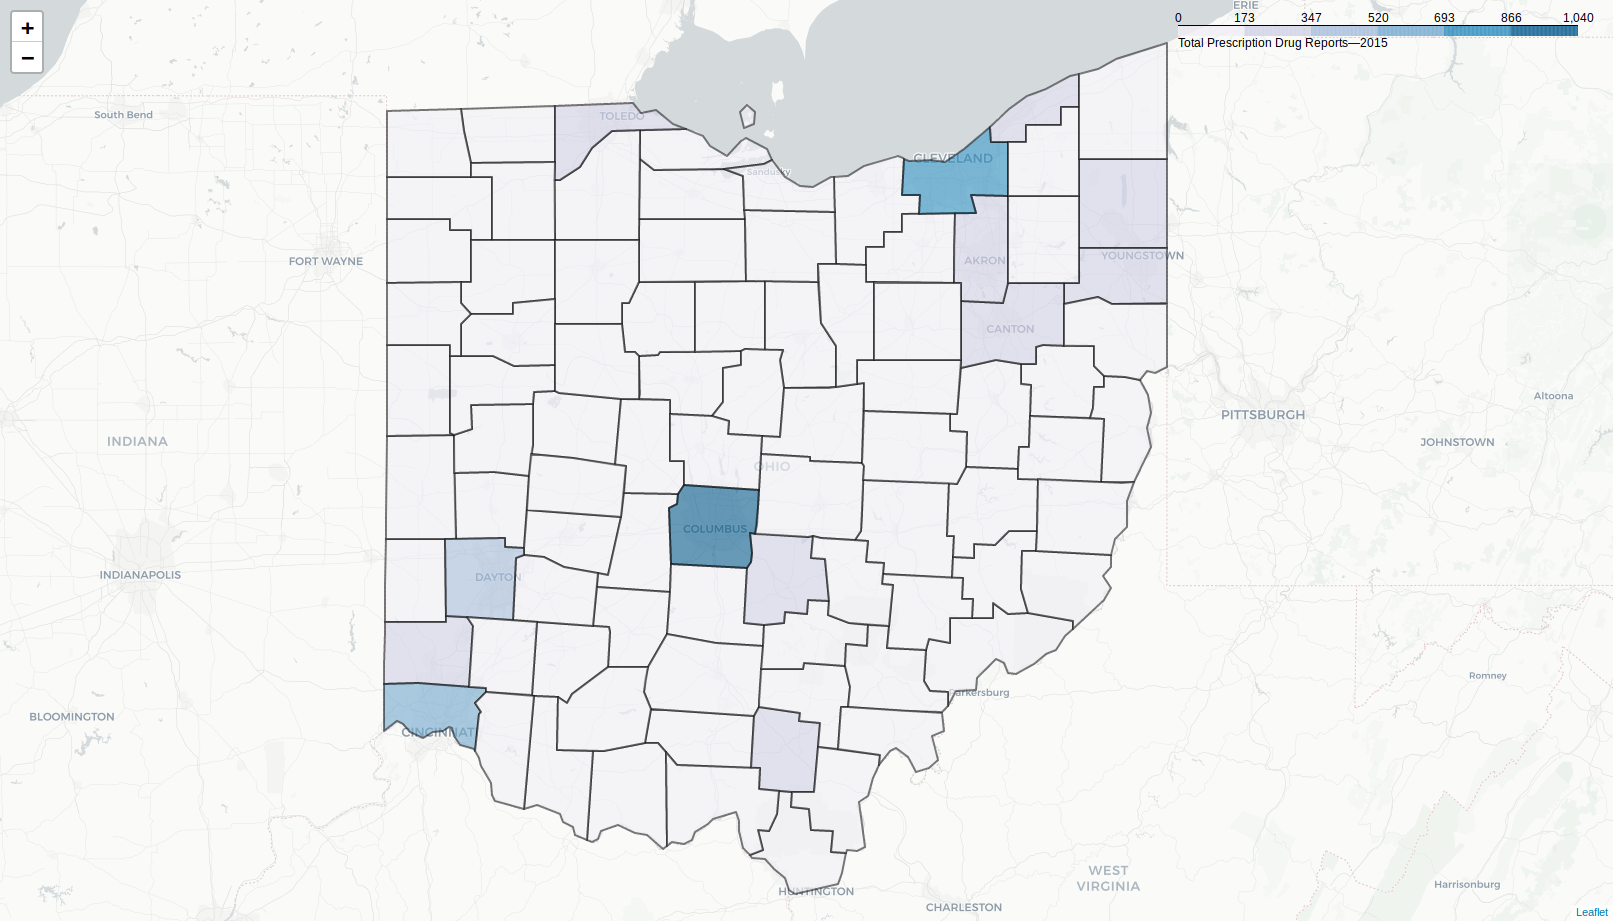 +
−
ERIE
0 173 347 520 693 866 1,040
Total Prescription Drug Reports—2015
South Bend
TOLEDO
CLEVELAND
Sandusky
FORT WAYNE
AKRON
YOUNGSTOWN
CANTON
Altoona
PITTSBURGH
INDIANA
JOHNSTOWN
OHIO
COLUMBUS
INDIANAPOLIS
DAYTON
Romney
arkersburg
BLOOMINGTON
CINCINNAT
WEST
VIRGINIA
Harrisonburg
HUNTINGTON
CHARLESTON
Leaflet